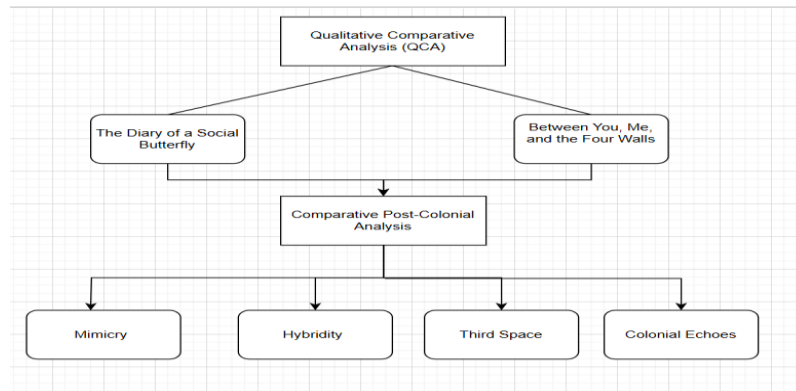 Qualitative Comparative
Analysis (QCA)
The Diary of a Social
Butterfly
Between You, Me,
and the Four Walls
Comparative Post-Colonial
Analysis
Mimicry
Hybridity
Third Space
Colonial Echoes